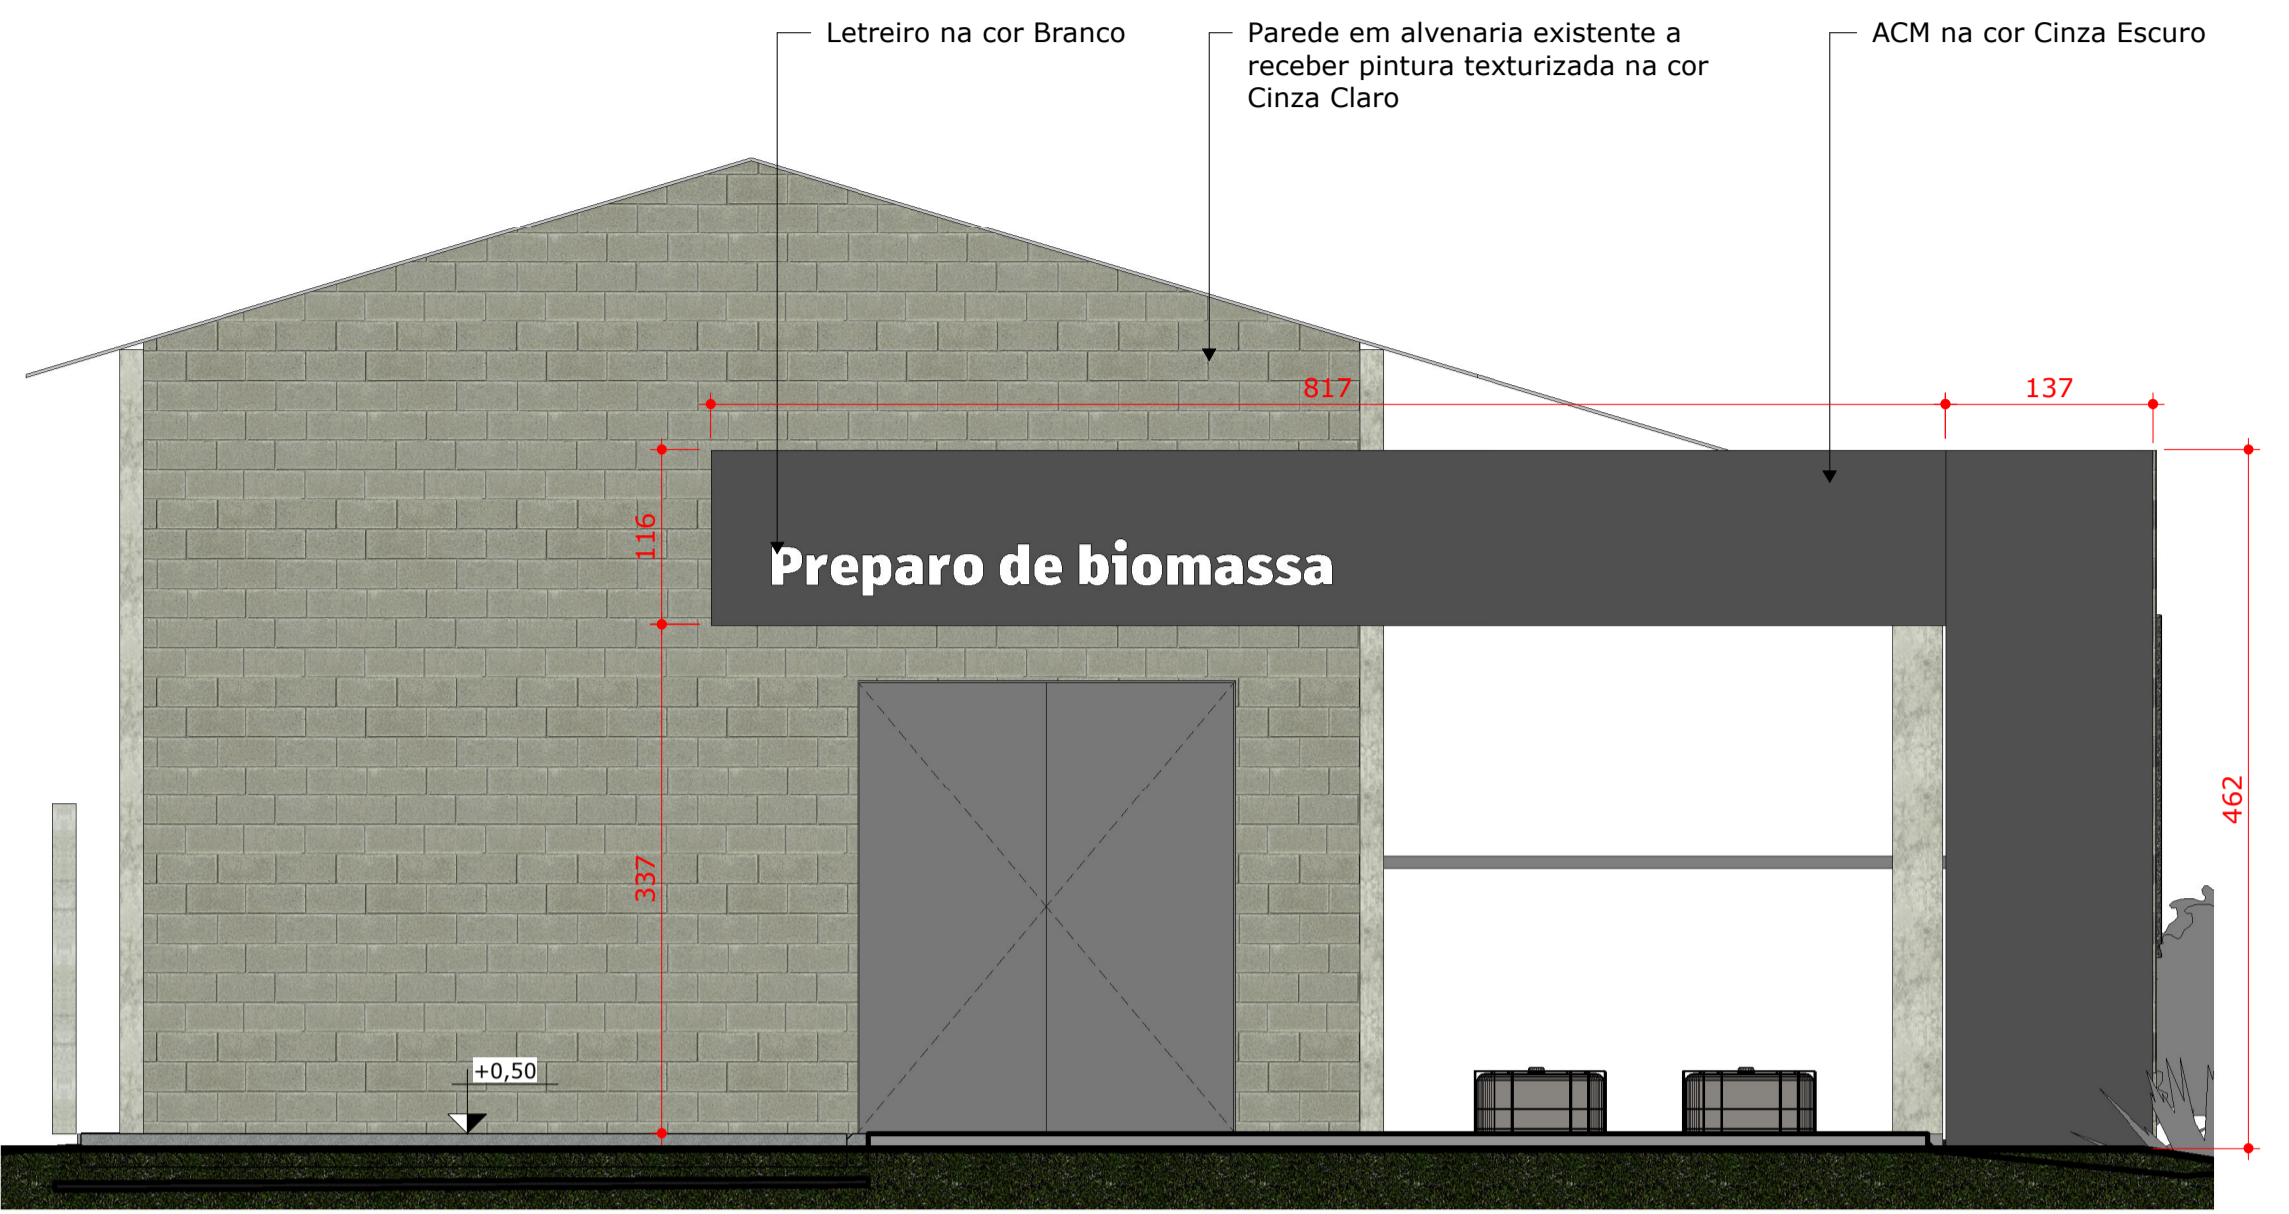 Letreiro na cor Branco
Parede em alvenaria existente a
receber pintura texturizada na cor
Cinza Claro
ACM na cor Cinza Escuro
817
137
116
Preparo de biomassa
337
462
+0,50